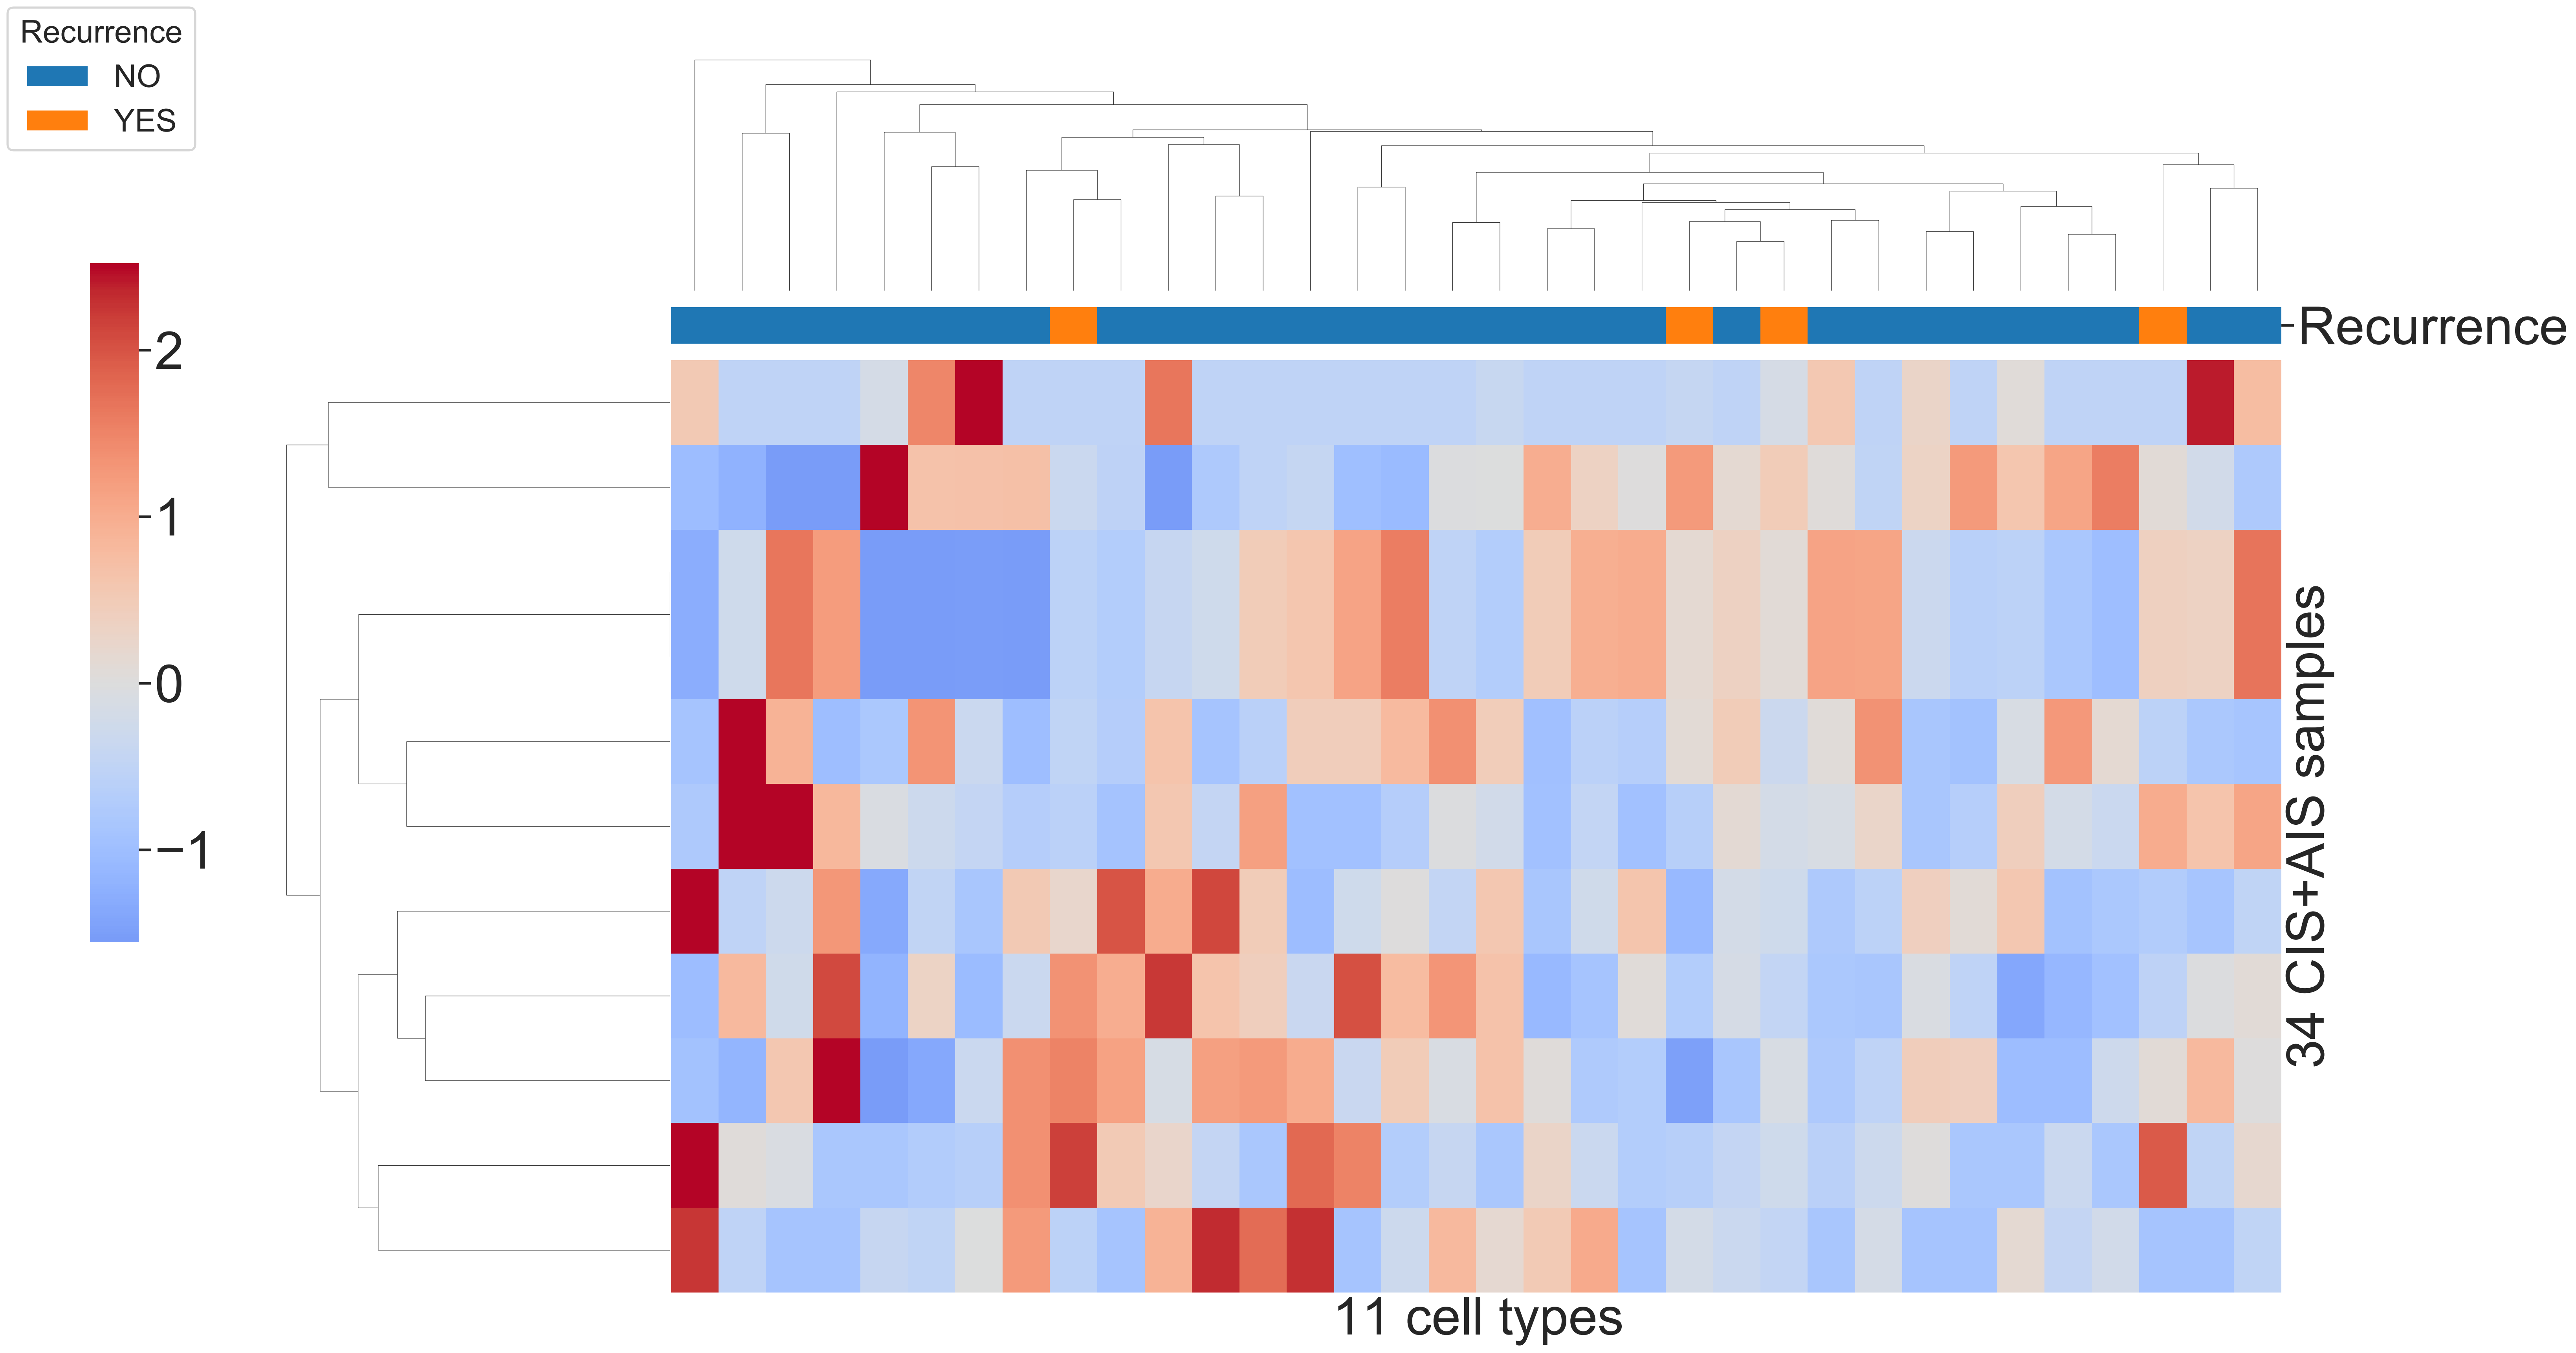 Recurrence
NO
YES
Recurrence
2
1
0
−1
34 CIS+AIS samples
11 cell types